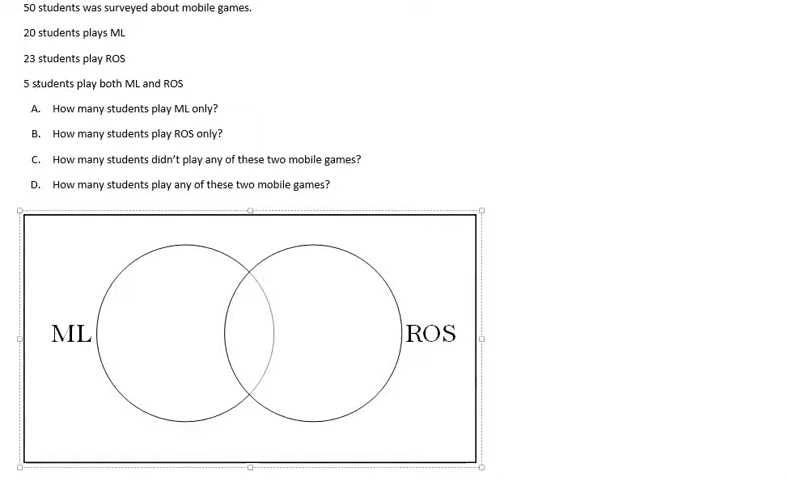 50 students was surveyed about mobile games.
20 students plays ML
23 students play ROS
5 students play both ML and ROS
A. How many students play ML only?
B. How many students play ROS only?
C. How many students didn't play any of these two mobile games?
D. How many students play any of these two mobile games?
ML ROS